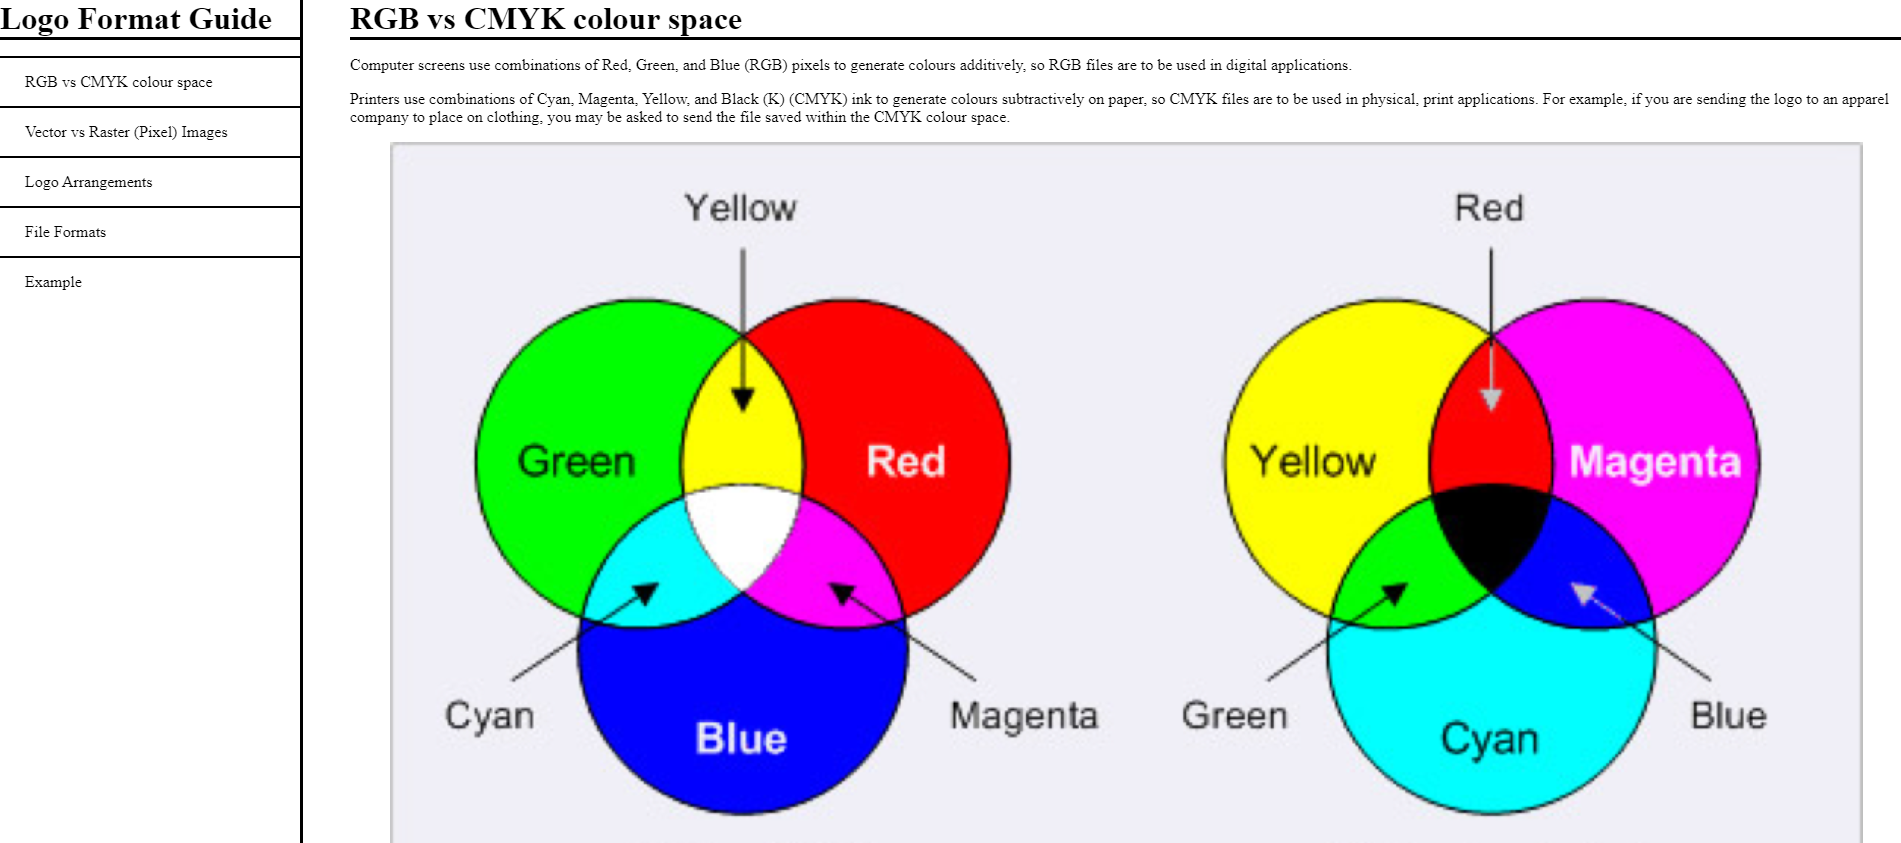 Logo Format Guide
RGB vs CMYK colour space
Vector vs Raster (Pixel) Images
Logo Arrangements
File Formats
Example
RGB vs CMYK colour space
Computer screens use combinations of Red, Green, and Blue (RGB) pixels to generate colours additively, so RGB files are to be used in digital applications.
Printers use combinations of Cyan, Magenta, Yellow, and Black (K) (CMYK) ink to generate colours subtractively on paper, so CMYK files are to be used in physical, print applications. For example, if you are sending the logo to an apparel
company to place on clothing, you may be asked to send the file saved within the CMYK colour space.
Yellow
Green
Red
Cyan
Blue
Magenta
Red
Yellow
Magenta
Green
Cyan
Blue